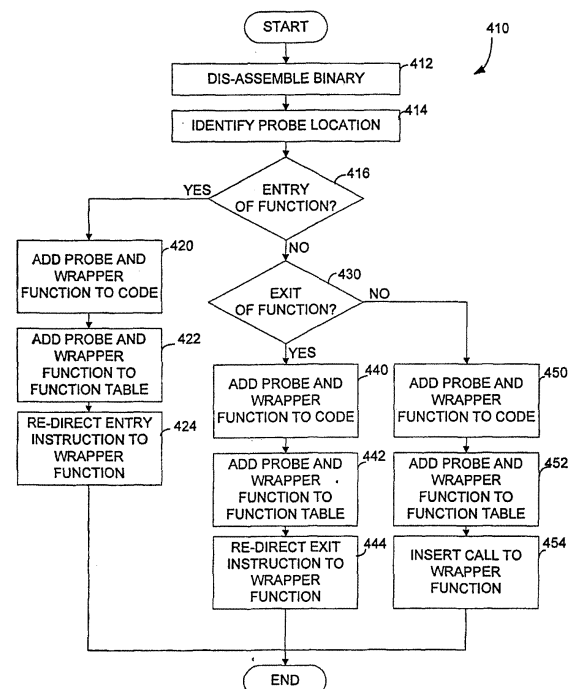 START
410
DIS-ASSEMBLE BINARY
412
IDENTIFY PROBE LOCATION
414
ENTRY
OF FUNCTION?
416
YES
NO
ADD PROBE AND
WRAPPER
FUNCTION TO CODE
420
EXIT
OF FUNCTION?
430
NO
YES
ADD PROBE AND
WRAPPER
FUNCTION TO
FUNCTION TABLE
422
RE-DIRECT ENTRY
INSTRUCTION TO
WRAPPER
FUNCTION
424
ADD PROBE AND
WRAPPER
FUNCTION TO CODE
440
ADD PROBE AND
WRAPPER
FUNCTION TO CODE
450
ADD PROBE AND
WRAPPER
FUNCTION TO
FUNCTION TABLE
442
ADD PROBE AND
WRAPPER
FUNCTION TO
FUNCTION TABLE
452
RE-DIRECT EXIT
INSTRUCTION TO
WRAPPER
FUNCTION
444
INSERT CALL TO
WRAPPER
FUNCTION
454
END